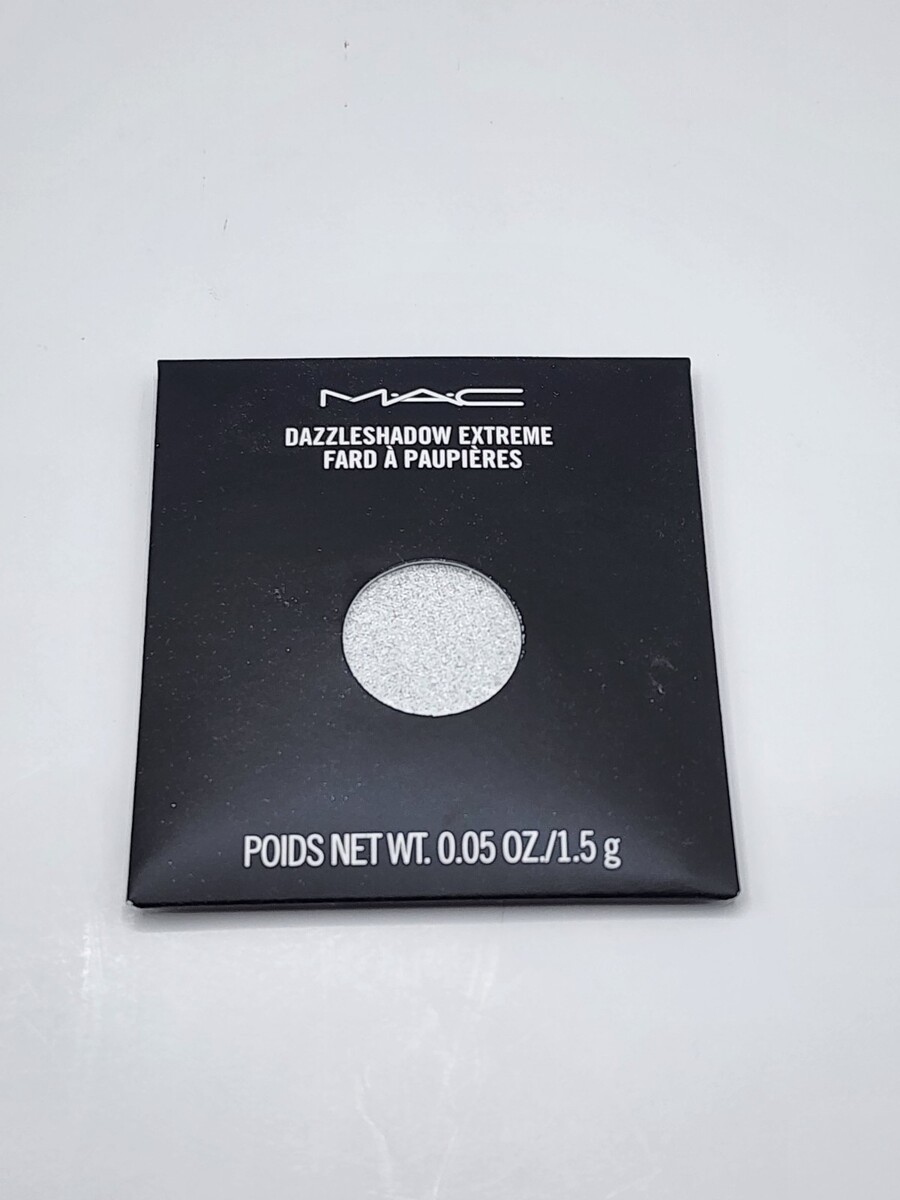 M·A·C
DAZZLESHADOW EXTREME
FARD À PAUPIÈRES
POIDS NET WT. 0.05 OZ./1.5 g